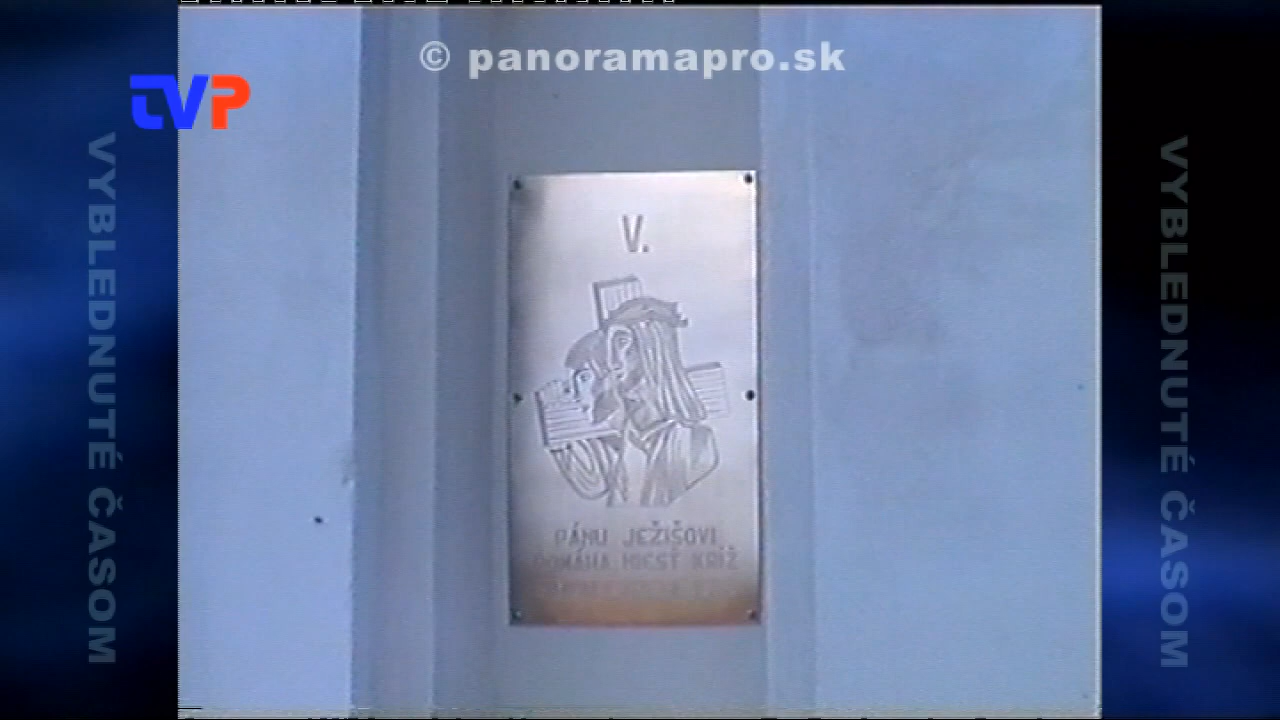 © panoramapro.sk
TVP
VYBLEDNUTÉ ČASOM
V.
PÁNU JEŽIŠOVI
POMÁHA NIESŤ KRÍŽ
VYBLEDNUTÉ ČASOM